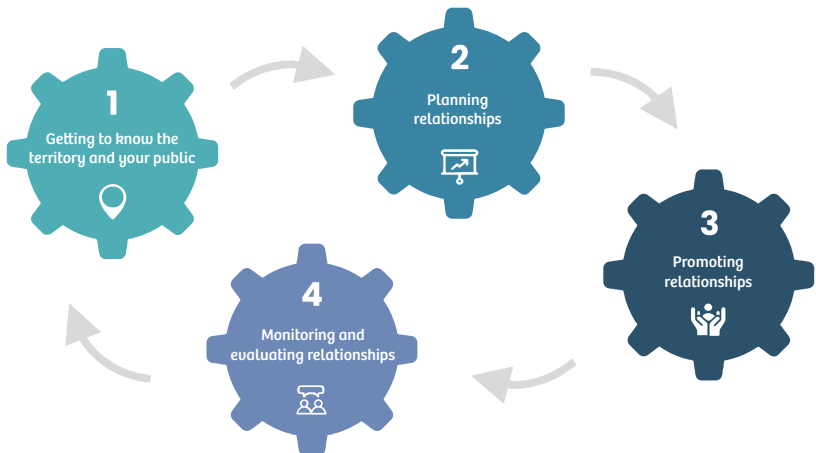 1
Getting to know the
territory and your public
2
Planning
relationships
3
Promoting
relationships
4
Monitoring and
evaluating relationships